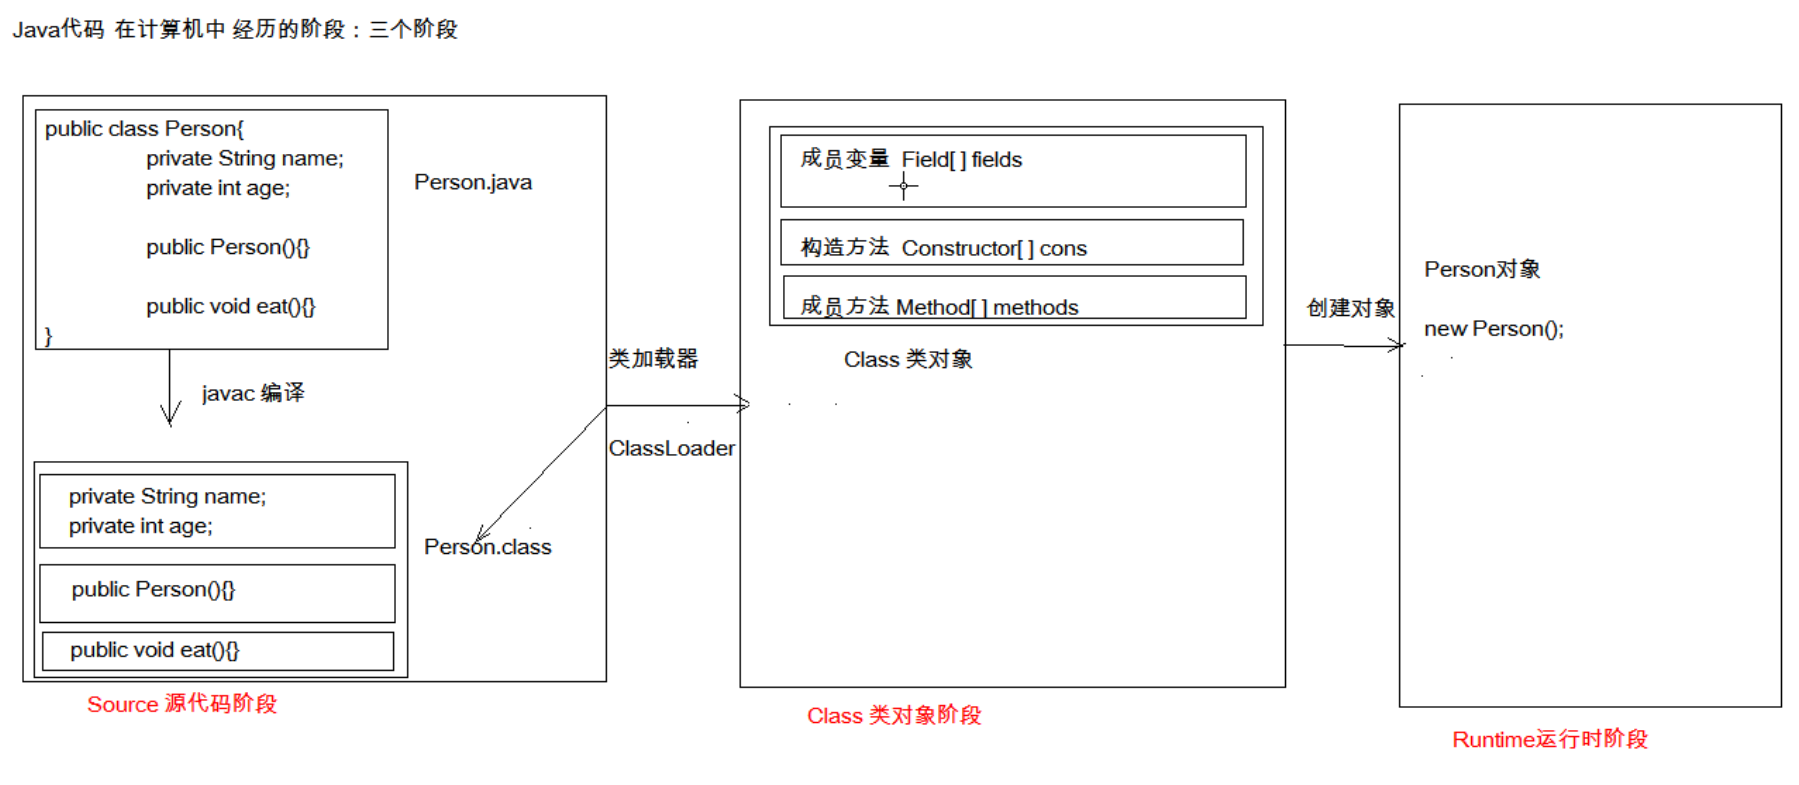 Java代码 在计算机中 经历的阶段：三个阶段
public class Person{
private String name;
private int age;
public Person(){}
public void eat(){}
}
Person.java
javac 编译
private String name;
private int age;
public Person(){}
public void eat(){}
Person.class
Source 源代码阶段
类加载器
ClassLoader
成员变量 Field[ ] fields
构造方法 Constructor[ ] cons
成员方法 Method[ ] methods
Class 类对象
Class 类对象阶段
创建对象
Person对象
new Person();
Runtime运行时阶段